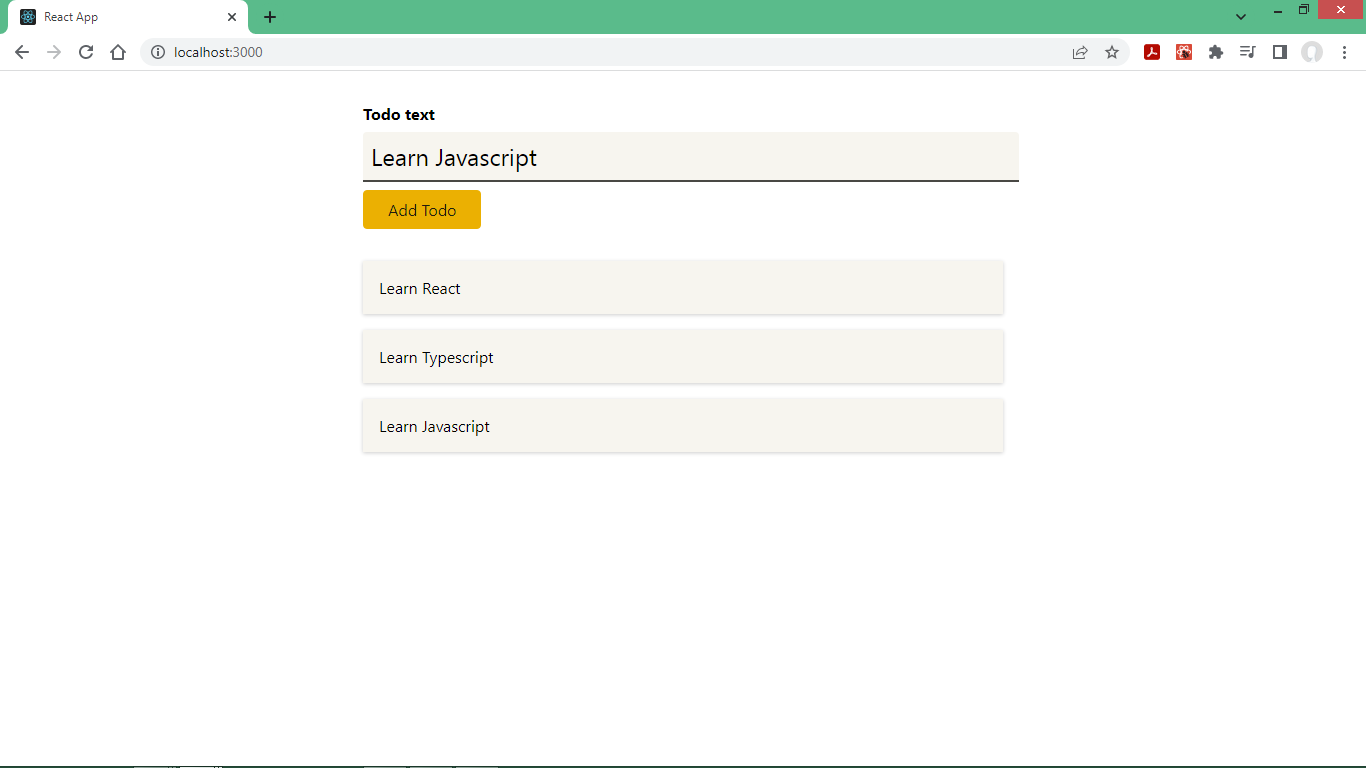 React App
localhost:3000
Todo text
Learn Javascript
Add Todo
Learn React
Learn Typescript
Learn Javascript